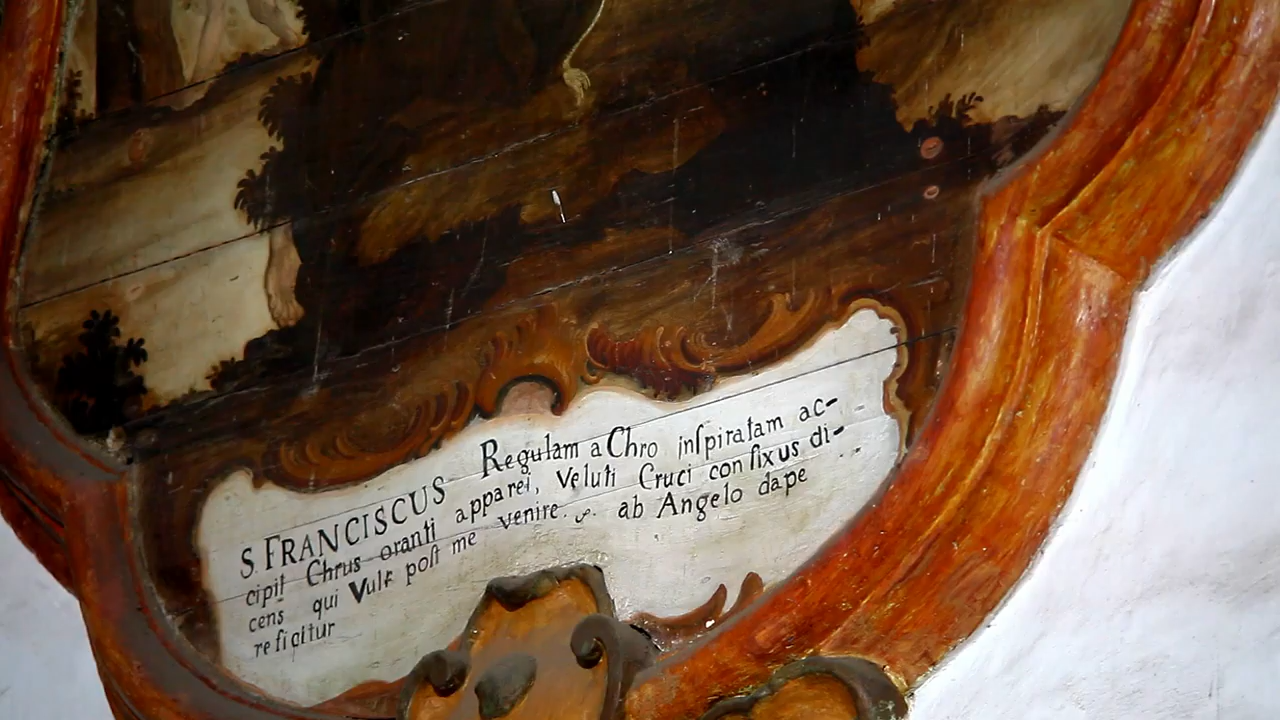 S. FRANCISCUS Regulam a Chro inſpiratam ac-
cipit Chrus oranti apparet, Veluti Cruci confixus di-
cens qui Vult poſt me venire. ab Angelo dape
reficitur